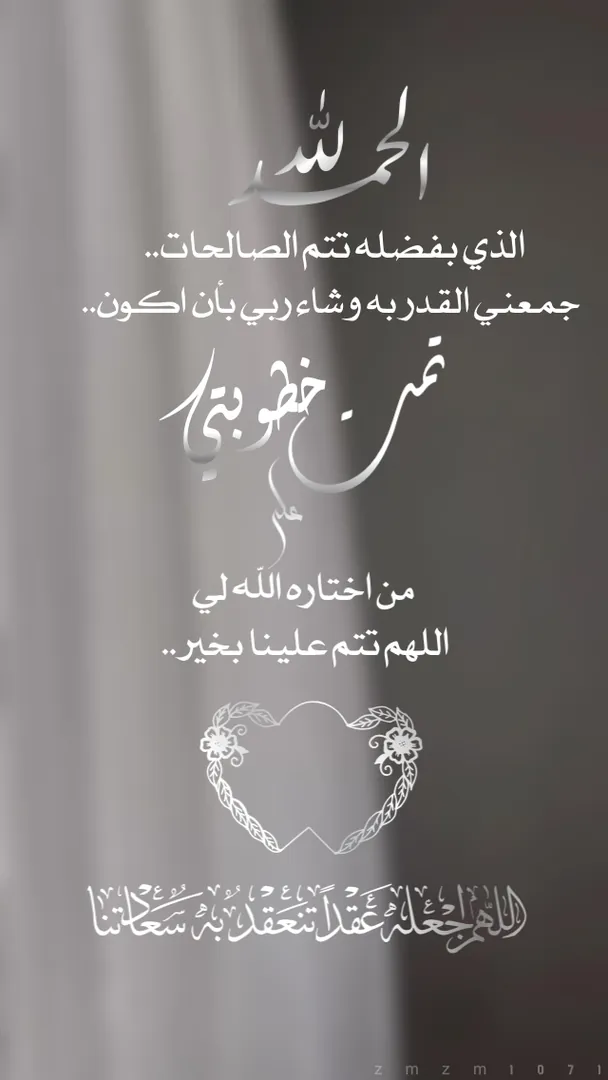 الحمد لله
الذي بفضله تتم الصالحات..
جمعني القدر به وشاء ربي بأن اكون..
تمت خطوبتي
على
من اختاره الله لي
اللهم تتم علينا بخير..
اللهم اجعله عقداً تنعقد به سعادتنا
zmzm1071